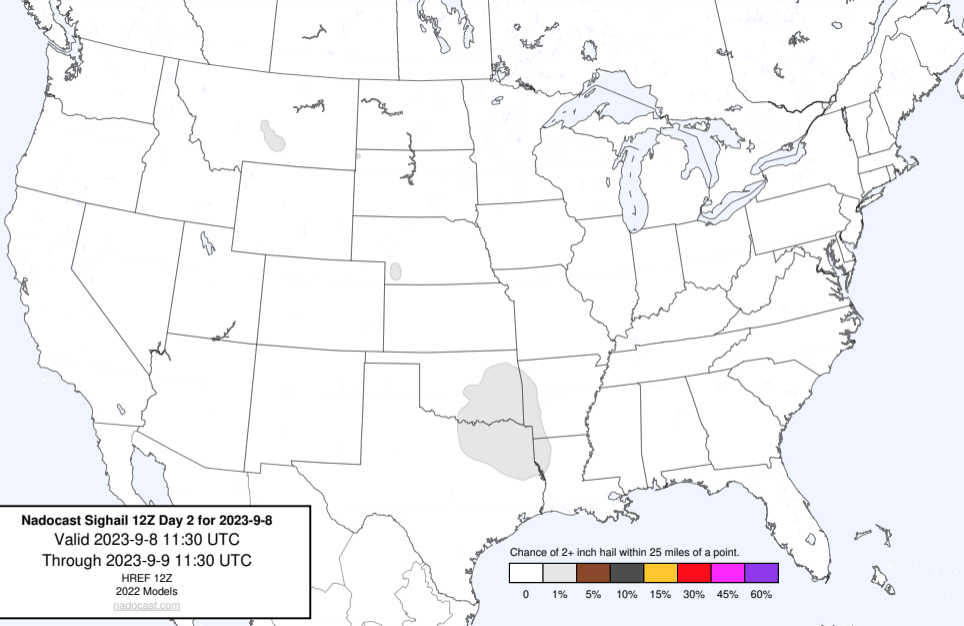 Nadocast Sighail 12Z Day 2 for 2023-9-8
Valid 2023-9-8 11:30 UTC
Through 2023-9-9 11:30 UTC
HREF 12Z
2022 Models
nadocast.com
Chance of 2+ inch hail within 25 miles of a point.
0 1% 5% 10% 15% 30% 45% 60%